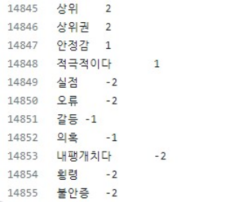 14845 상위 2
14846 상위권 2
14847 안정감 1
14848 적극적이다 1
14849 실점 -2
14850 오류 -2
14851 갈등 -1
14852 의혹 -1
14853 내팽개치다 -2
14854 횡령 -2
14855 불안증 -2